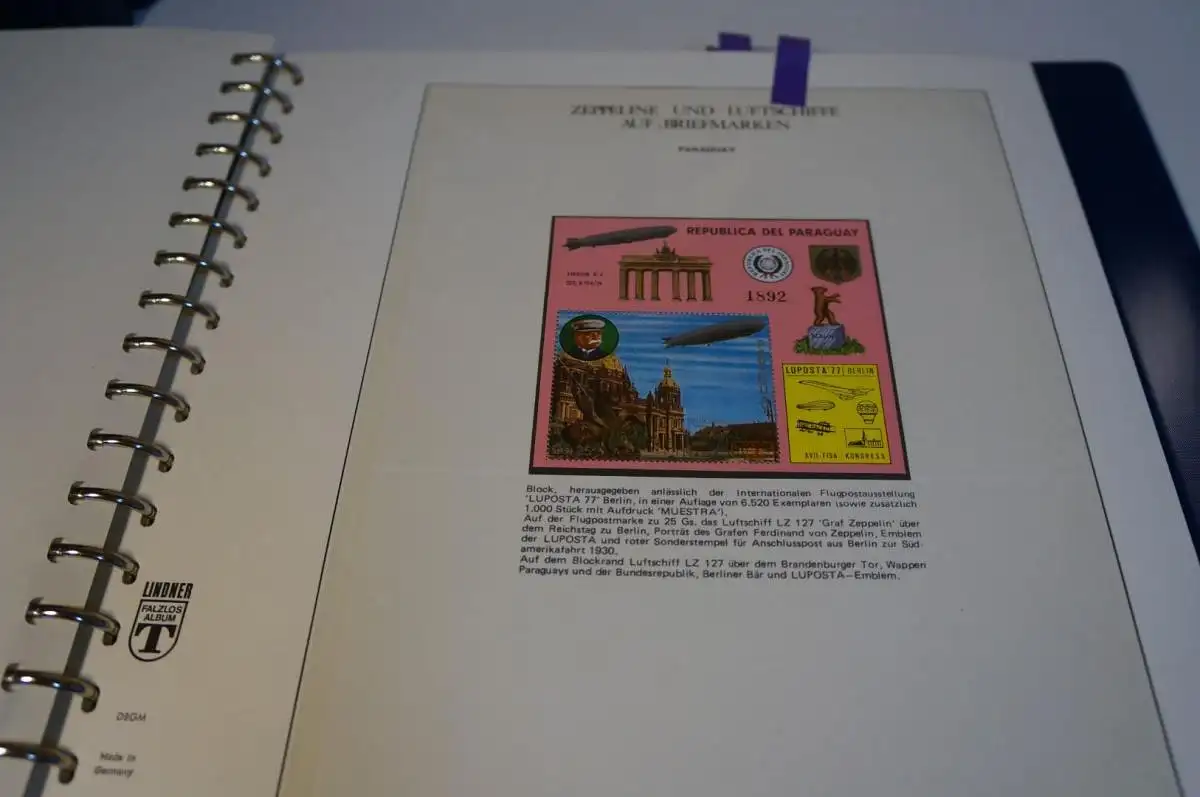 ZEPPELINE UND LUFTSCHIFFE
AUF BRIEFMARKEN
PARAGUAY
REPUBLICA DEL PARAGUAY
1892
LUPOSTA'77 BERLIN
XVII-FISA KONGRESS
Block, herausgegeben anlässlich der Internationalen Flugpostausstellung
'LUPOSTA 77' Berlin, in einer Auflage von 6.520 Exemplaren (sowie zusätzlich
1.000 Stück mit Aufdruck 'MUESTRA').
Auf der Flugpostmarke zu 25 Gs. das Luftschiff LZ 127 'Graf Zeppelin' über
dem Reichstag zu Berlin, Porträt des Grafen Ferdinand von Zeppelin, Emblem
der LUPOSTA und roter Sonderstempel für Anschlusspost aus Berlin zur Süd-
amerikafahrt 1930.
Auf dem Blockrand Luftschiff LZ 127 über dem Brandenburger Tor, Wappen
Paraguays und der Bundesrepublik, Berliner Bär und LUPOSTA-Emblem.
LINDNER
FALZLOS
ALBUM
T
DBGM
Made in
Germany